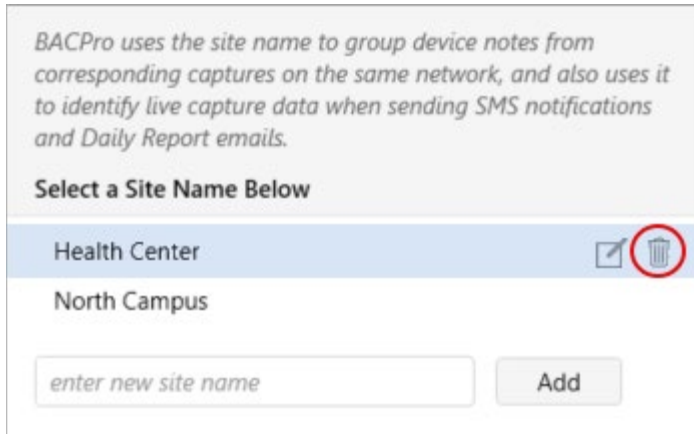 BACPro uses the site name to group device notes from
corresponding captures on the same network, and also uses it
to identify live capture data when sending SMS notifications
and Daily Report emails.
Select a Site Name Below
Health Center
North Campus
enter new site name
Add